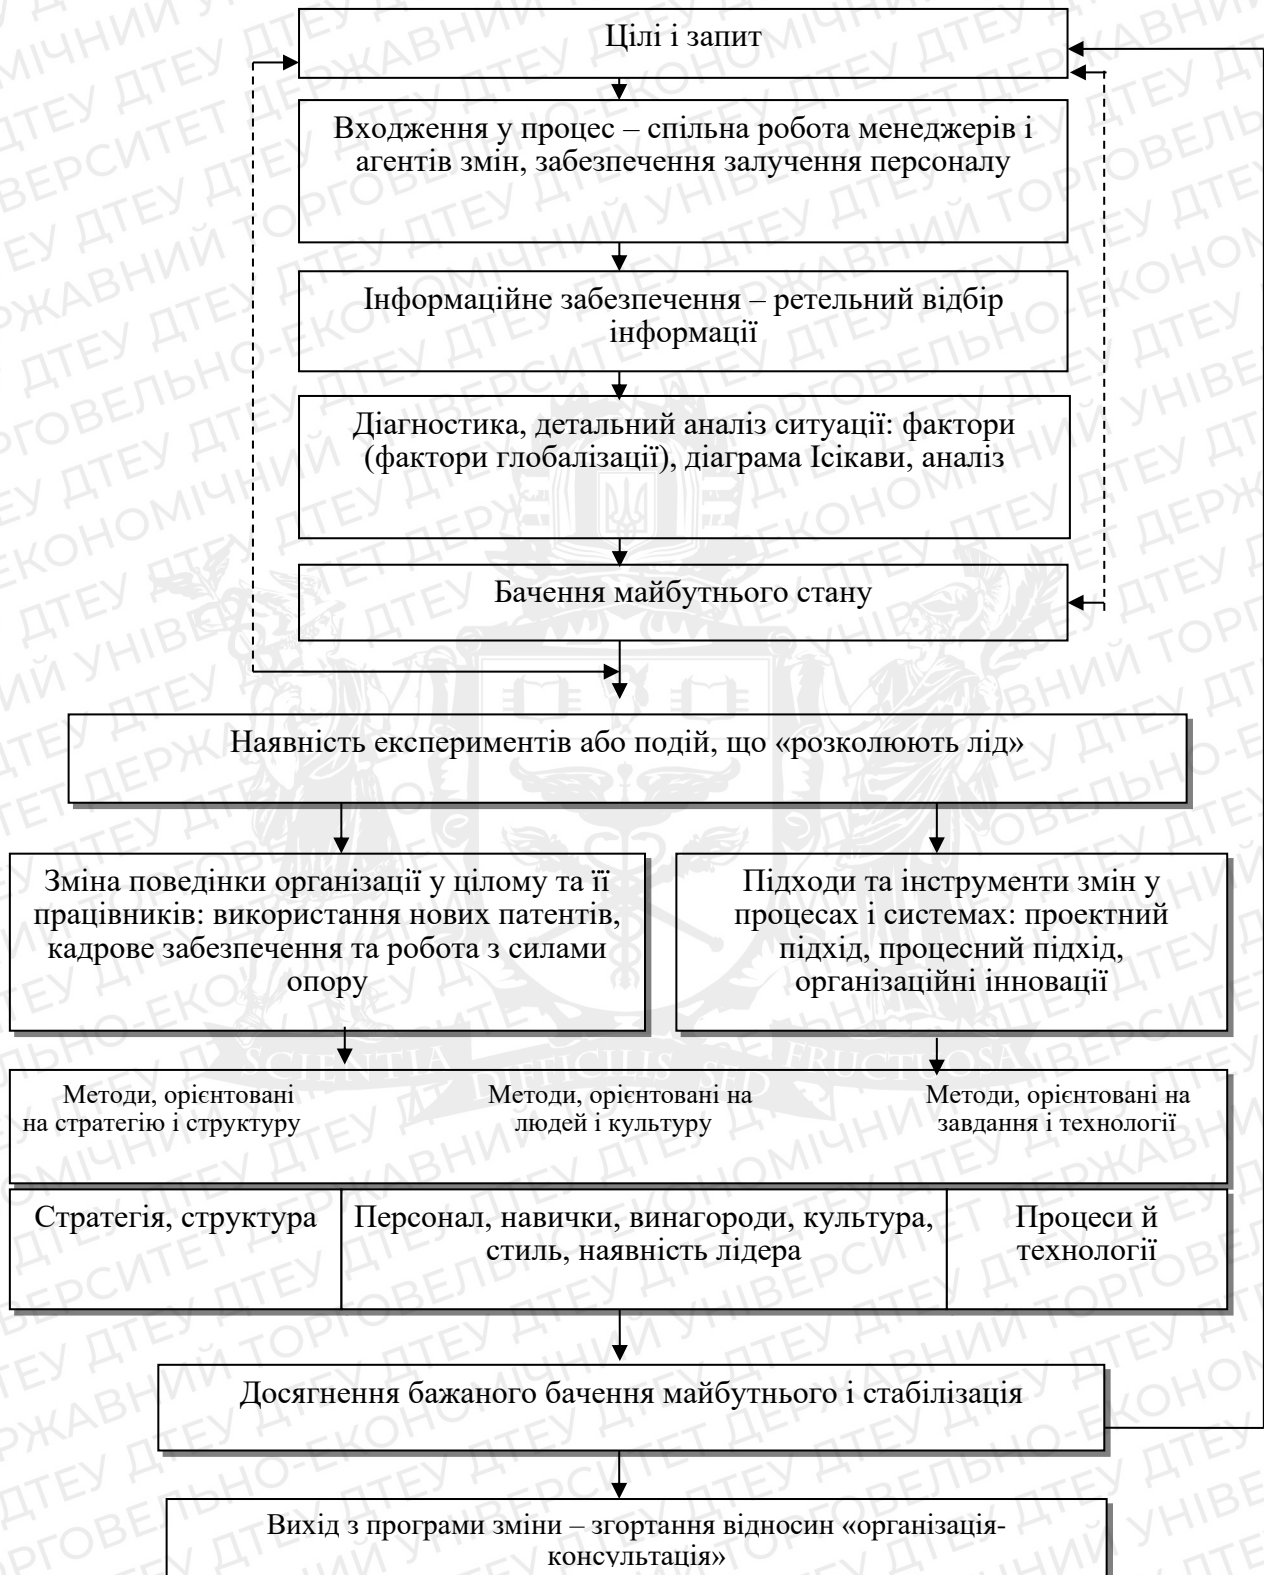 Цілі і запит
Входження у процес – спільна робота менеджерів і
агентів змін, забезпечення залучення персоналу
Інформаційне забезпечення – ретельний відбір
інформації
Діагностика, детальний аналіз ситуації: фактори
(фактори глобалізації), діаграма Ісікави, аналіз
Бачення майбутнього стану
Наявність експериментів або подій, що «розколюють лід»
Зміна поведінки організації у цілому та її
працівників: використання нових патентів,
кадрове забезпечення та робота з силами
опору
Підходи та інструменти змін у
процесах і системах: проектний
підхід, процесний підхід,
організаційні інновації
Методи, орієнтовані
на стратегію і структуру
Методи, орієнтовані на
людей і культуру
Методи, орієнтовані на
завдання і технології
Стратегія, структура
Персонал, навички, винагороди, культура,
стиль, наявність лідера
Процеси й
технології
Досягнення бажаного бачення майбутнього і стабілізація
Вихід з програми зміни – згортання відносин «організація-
консультація»